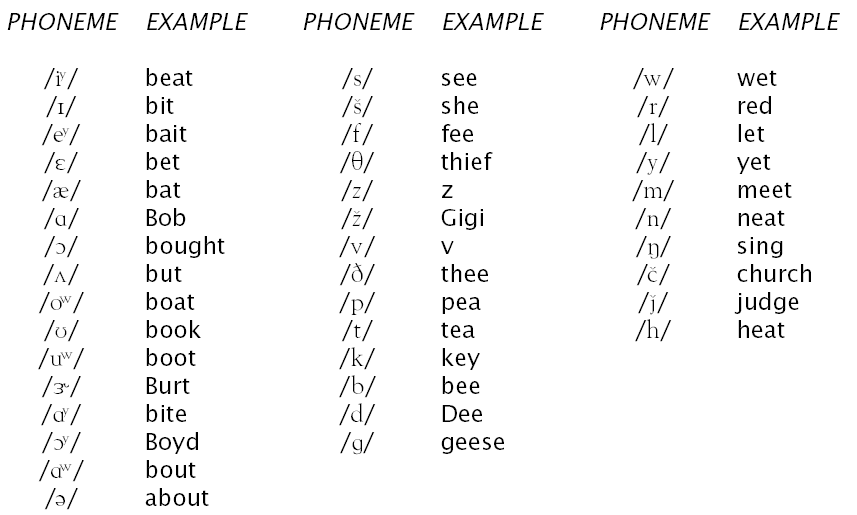 PHONEME EXAMPLE PHONEME EXAMPLE PHONEME EXAMPLE
/iʸ/ beat /s/ see /w/ wet
/ɪ/ bit /š/ she /r/ red
/eʸ/ bait /f/ fee /l/ let
/ɛ/ bet /θ/ thief /y/ yet
/æ/ bat /z/ z /m/ meet
/ɑ/ Bob /ž/ Gigi /n/ neat
/ɔ/ bought /v/ v /ŋ/ sing
/ʌ/ but /ð/ thee /č/ church
/oʷ/ boat /p/ pea /ǰ/ judge
/ʊ/ book /t/ tea /h/ heat
/uʷ/ boot /k/ key
/ɝ/ Burt /b/ bee
/ɑʸ/ bite /d/ Dee
/ɔʸ/ Boyd /g/ geese
/ɑʷ/ bout
/ə/ about